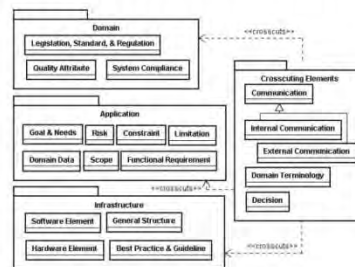 Domain
Legislation, Standard, & Regulation
Quality Attribute
System Compliance
<<crosscuts>>
Crosscuting Elements
Communication
Internal Communication
External Communication
Domain Terminology
Decision
Application
Goal & Needs
Risk
Constraint
Limitation
Domain Data
Scope
Functional Requirement
<<crosscuts>>
Infrastructure
Software Element
General Structure
Hardware Element
Best Practice & Guideline
<<crosscuts>>